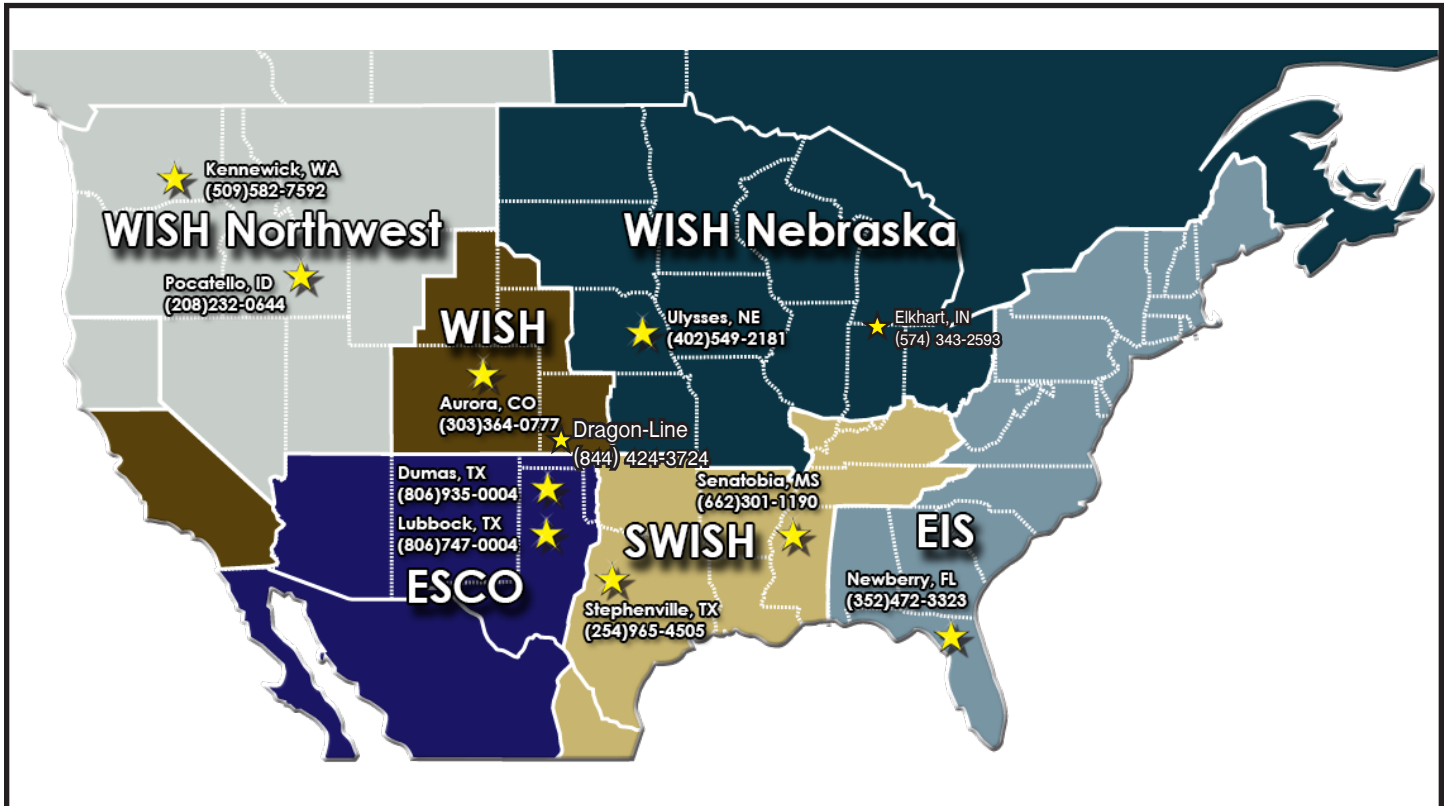 Kennewick, WA
(509)582-7592
WISH Northwest
Pocatello, ID
(208)232-0644
WISH Nebraska
Ulysses, NE
(402)549-2181
Elkhart, IN
(574) 343-2593
WISH
Aurora, CO
(303)364-0777
Dragon-Line
(844) 424-3724
Dumas, TX
(806)935-0004
Lubbock, TX
(806)747-0004
ESCO
Senatobia, MS
(662)301-1190
SWISH
Stephenville, TX
(254)965-4505
EIS
Newberry, FL
(352)472-3323